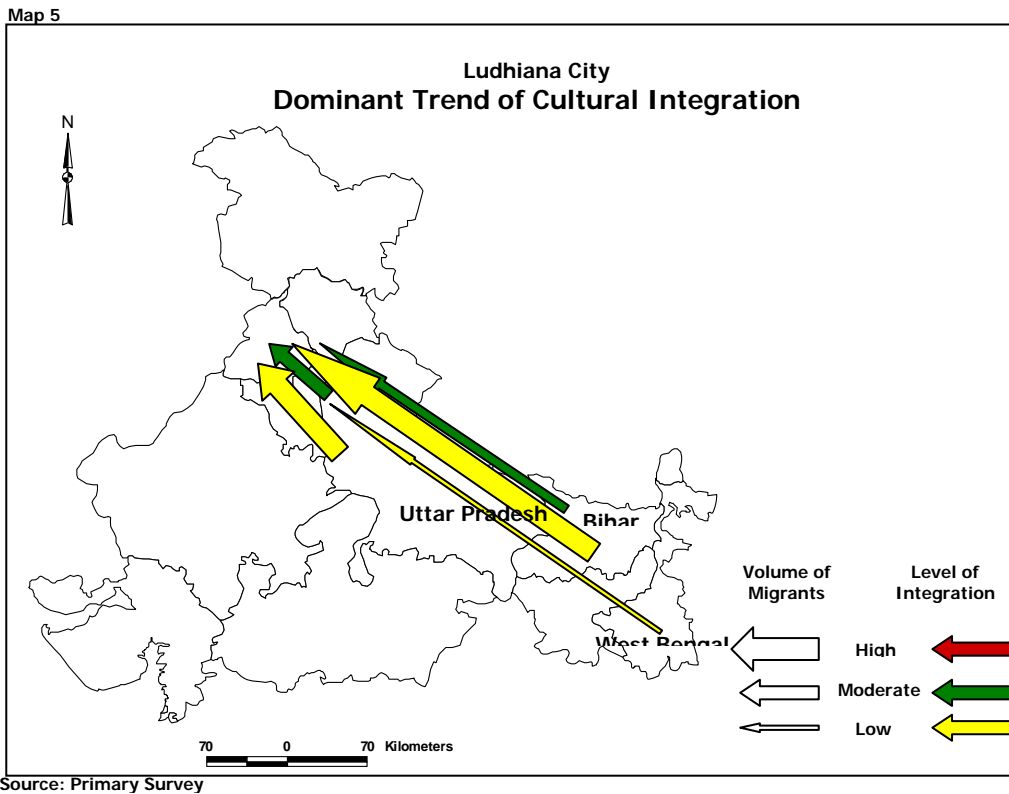 Map 5
Ludhiana City
Dominant Trend of Cultural Integration
N
Uttar Pradesh
Bihar
West Bengal
Volume of
Migrants
Level of
Integration
High
Moderate
Low
70 0 70 Kilometers
Source: Primary Survey